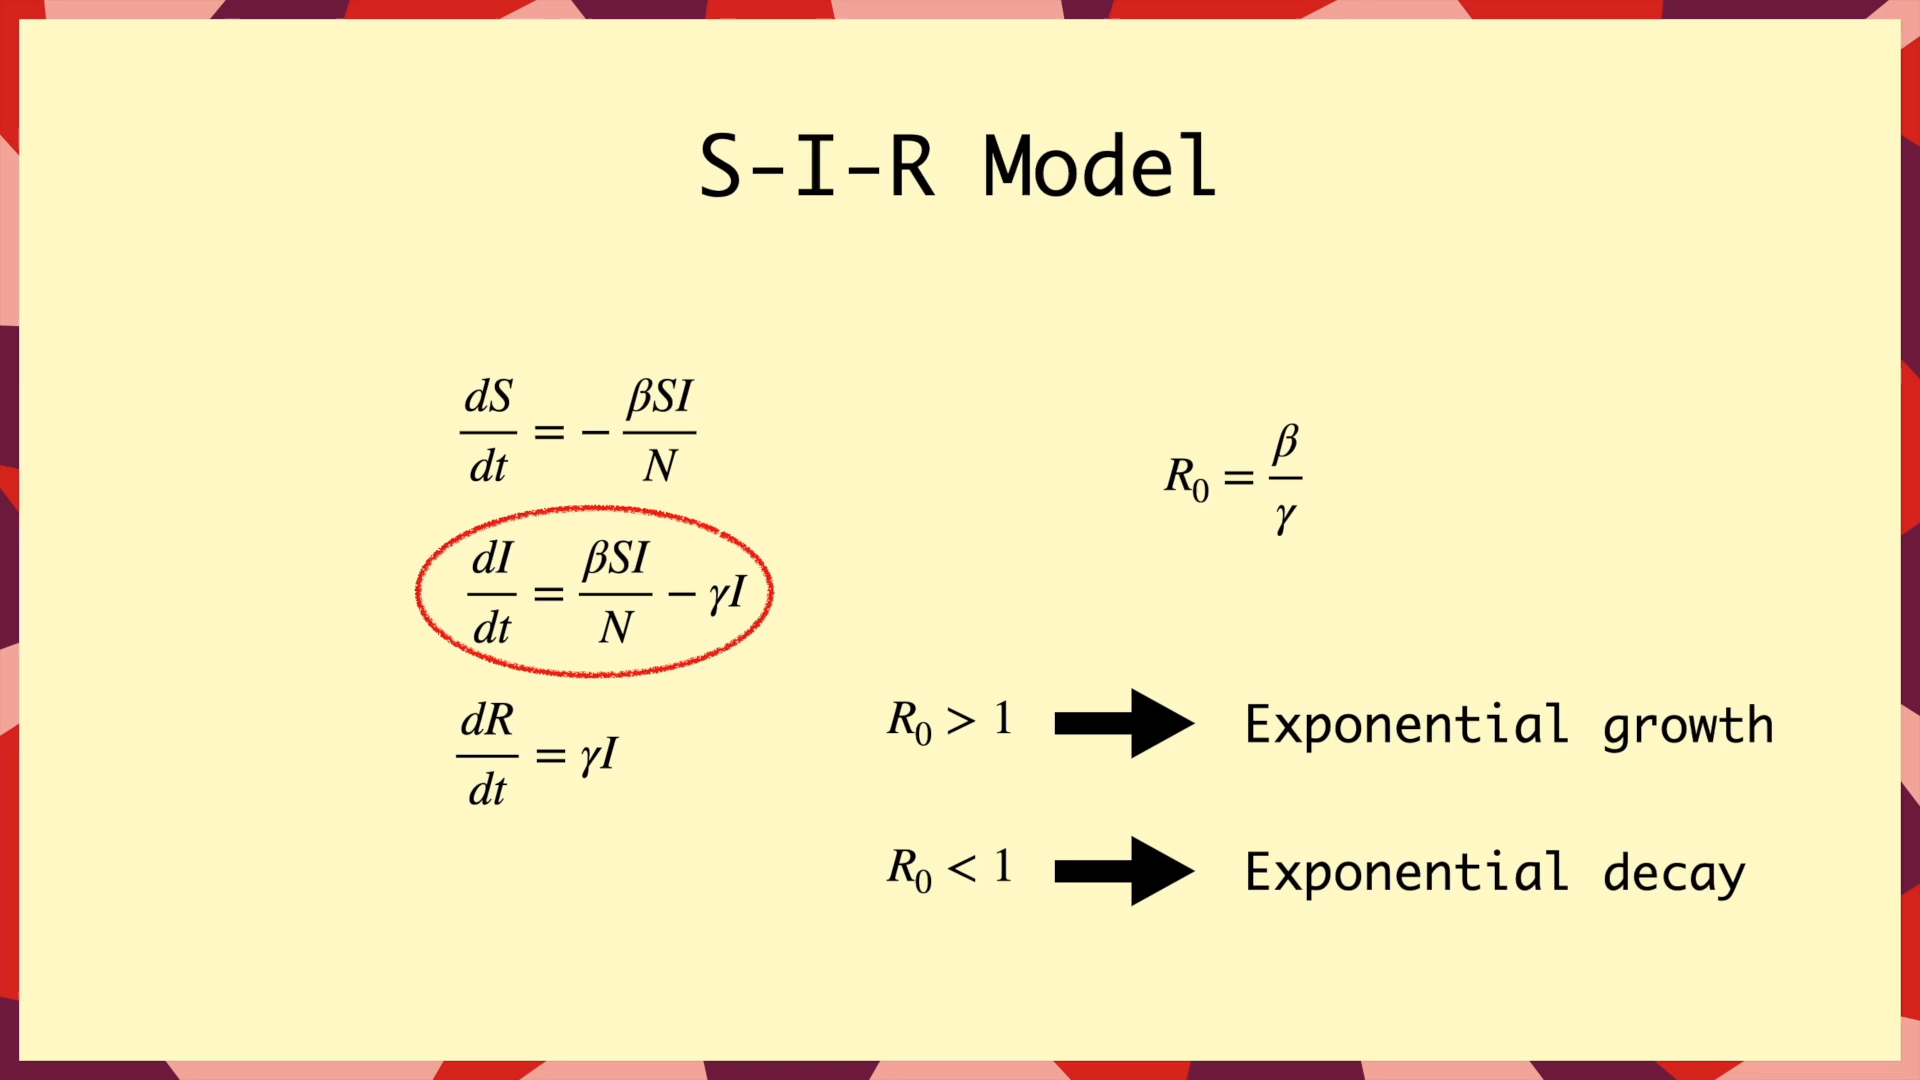 S-I-R Model
dS/dt = − βSI/N
dI/dt = βSI/N − γI
dR/dt = γI
R₀ = β/γ
R₀ > 1 Exponential growth
R₀ < 1 Exponential decay